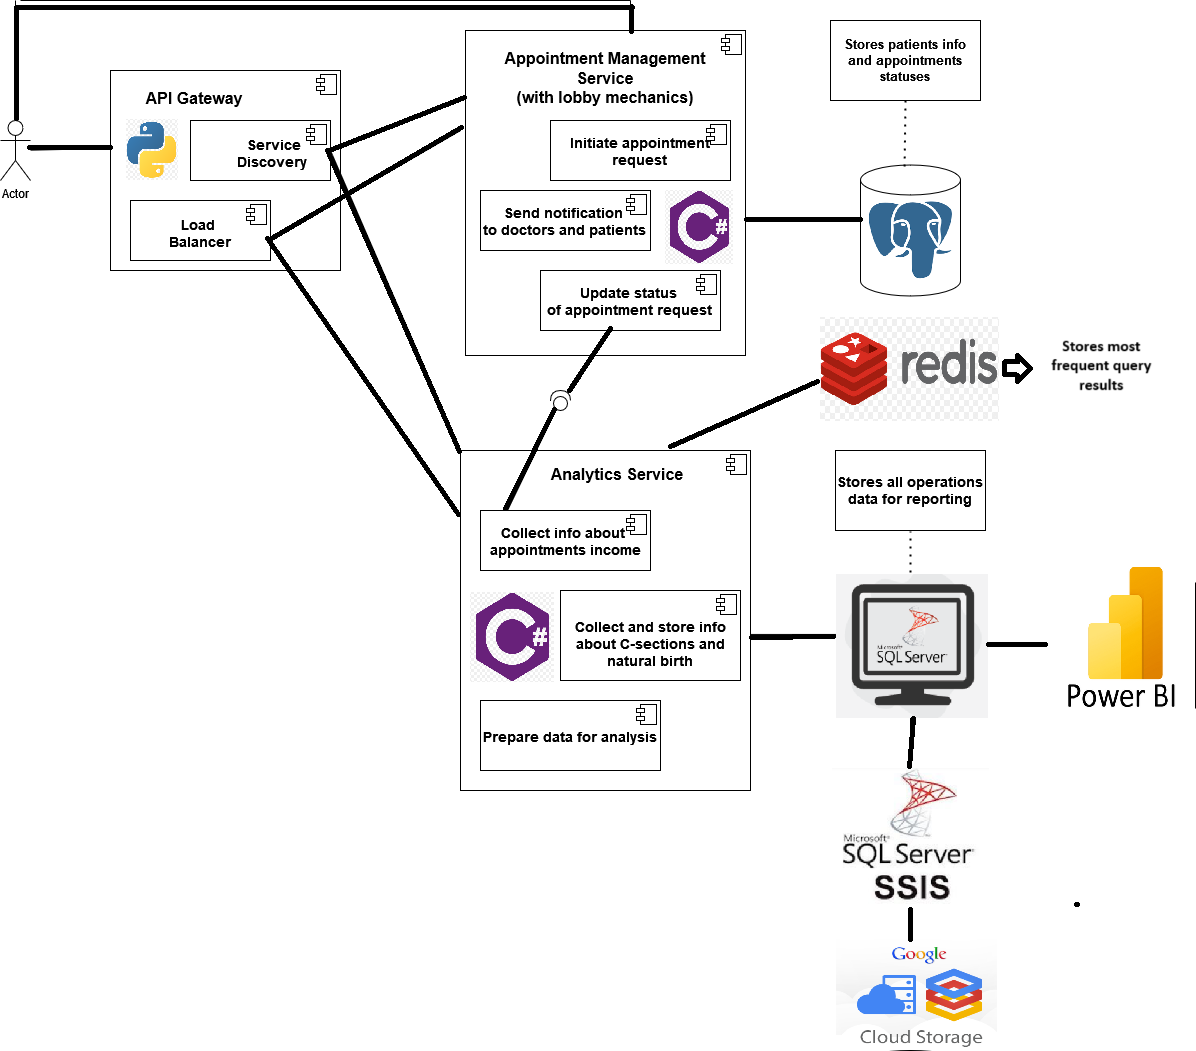 Actor
API Gateway
Service
Discovery
Load
Balancer
Appointment Management
Service
(with lobby mechanics)
Initiate appointment
request
Send notification
to doctors and patients
C#
Update status
of appointment request
Stores patients info
and appointments
statuses
redis
Stores most
frequent query
results
Analytics Service
Collect info about
appointments income
C#
Collect and store info
about C-sections and
natural birth
Prepare data for analysis
Stores all operations
data for reporting
Microsoft
SQL Server
Power BI
Microsoft
SQL Server
SSIS
Google
Cloud Storage